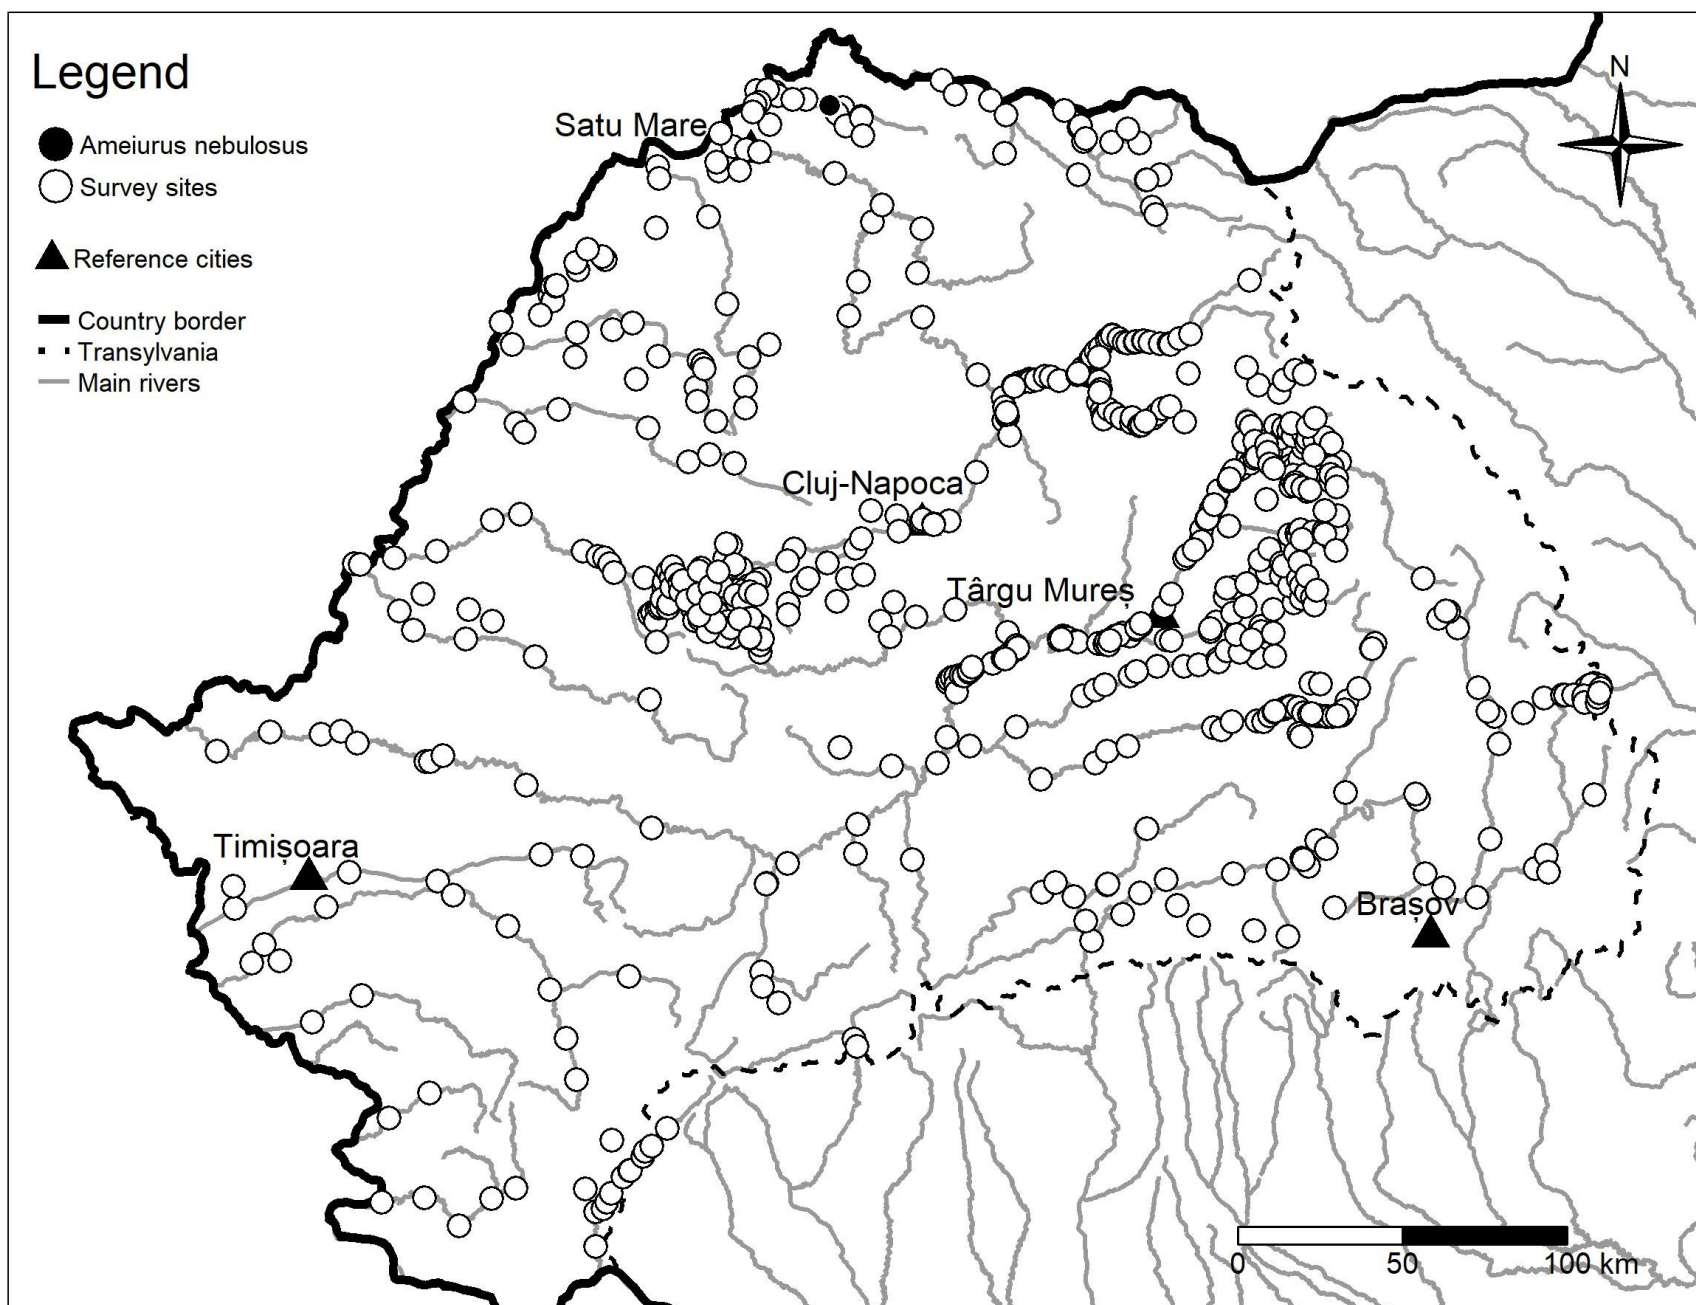 Legend
Ameiurus nebulosus
Survey sites
Reference cities
Country border
Transylvania
Main rivers
N
Satu Mare
Cluj-Napoca
Târgu Mureș
Timișoara
Brașov
0 50 100 km